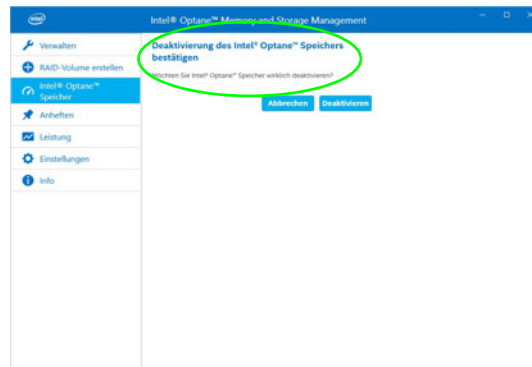 intel
Intel® Optane™ Memory and Storage Management
Verwalten
RAID-Volume erstellen
Intel® Optane™
Speicher
Anheften
Leistung
Einstellungen
Info
Deaktivierung des Intel® Optane™ Speichers
bestätigen
Möchten Sie Intel® Optane™ Speicher wirklich deaktivieren?
Abbrechen Deaktivieren